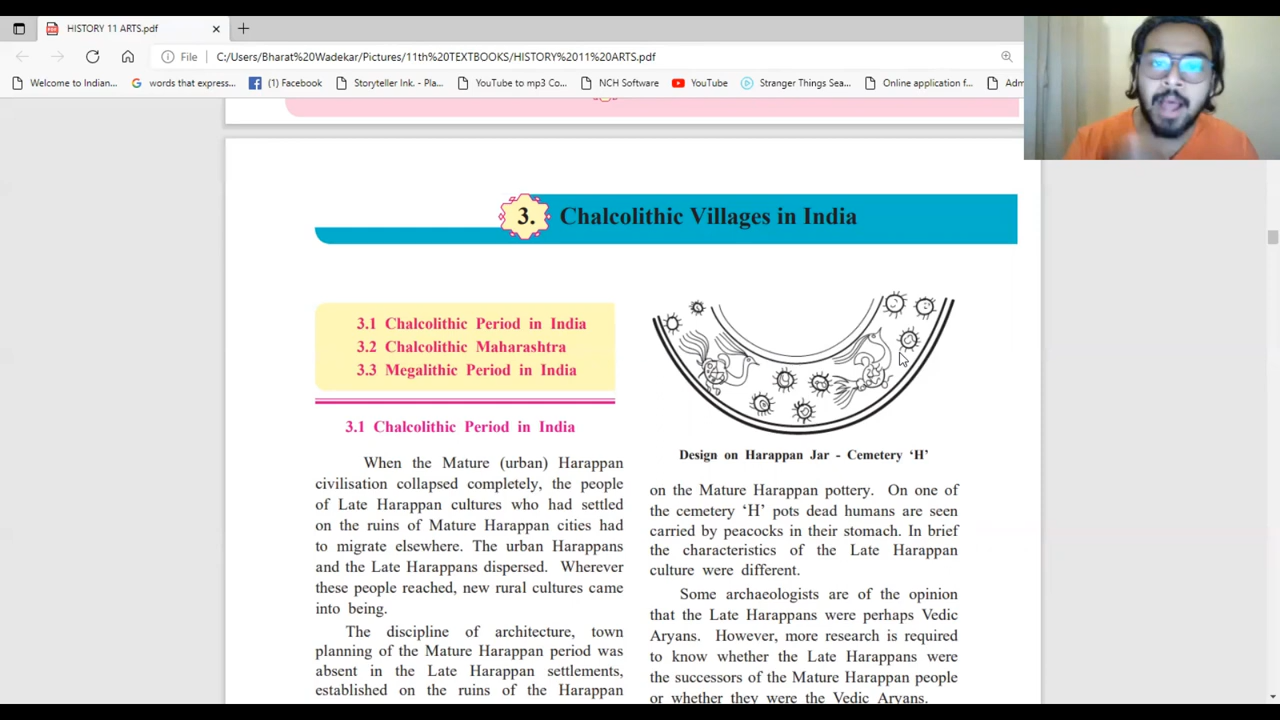 HISTORY 11 ARTS.pdf
File
C:/Users/Bharat%20Wadekar/Pictures/11th%20TEXTBOOKS/HISTORY%2011%20ARTS.pdf
Welcome to Indian...
words that express...
(1) Facebook
Storyteller Ink. - Pla...
YouTube to mp3 Co...
NCH Software
YouTube
Stranger Things Sea...
Online application f...
Adm
3. Chalcolithic Villages in India
3.1 Chalcolithic Period in India
3.2 Chalcolithic Maharashtra
3.3 Megalithic Period in India
3.1 Chalcolithic Period in India
When the Mature (urban) Harappan
civilisation collapsed completely, the people
of Late Harappan cultures who had settled
on the ruins of Mature Harappan cities had
to migrate elsewhere. The urban Harappans
and the Late Harappans dispersed. Wherever
these people reached, new rural cultures came
into being.
The discipline of architecture, town
planning of the Mature Harappan period was
absent in the Late Harappan settlements,
established on the ruins of the Harappan
Design on Harappan Jar - Cemetery ‘H’
on the Mature Harappan pottery. On one of
the cemetery ‘H’ pots dead humans are seen
carried by peacocks in their stomach. In brief
the characteristics of the Late Harappan
culture were different.
Some archaeologists are of the opinion
that the Late Harappans were perhaps Vedic
Aryans. However, more research is required
to know whether the Late Harappans were
the successors of the Mature Harappan people
or whether they were the Vedic Aryans.